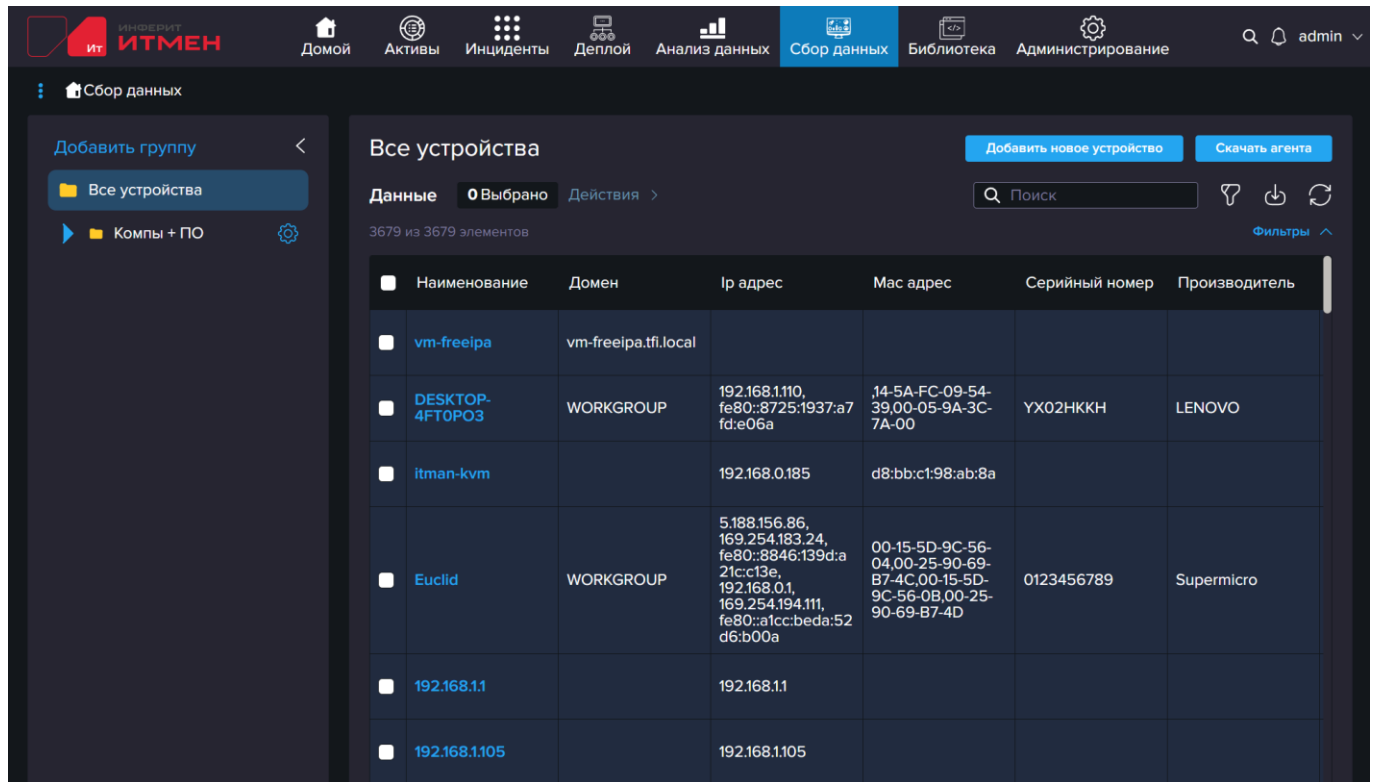 ИНФЕРИТ
Ит ИТМЕН
Домой Активы Инциденты Деплой Анализ данных Сбор данных Библиотека Администрирование admin
Сбор данных
Добавить группу
Все устройства
Компы + ПО
Все устройства Добавить новое устройство Скачать агента
Данные 0 Выбрано Действия > Поиск
3679 из 3679 элементов Фильтры
Наименование Домен Ip адрес Mac адрес Серийный номер Производитель
vm-freeipa vm-freeipa.tfi.local
DESKTOP-
4FT0PO3
WORKGROUP
192.168.1.110,
fe80::8725:1937:a7
fd:e06a
,14-5A-FC-09-54-
39,00-05-9A-3C-
7A-00
YX02HKKH
LENOVO
itman-kvm 192.168.0.185 d8:bb:c1:98:ab:8a
Euclid
WORKGROUP
5.188.156.86,
169.254.183.24,
fe80::8846:139d:a
21c:c13e,
192.168.0.1,
169.254.194.111,
fe80::a1cc:beda:52
d6:b00a
00-15-5D-9C-56-
04,00-25-90-69-
B7-4C,00-15-5D-
9C-56-0B,00-25-
90-69-B7-4D
0123456789
Supermicro
192.168.1.1 192.168.1.1
192.168.1.105 192.168.1.105